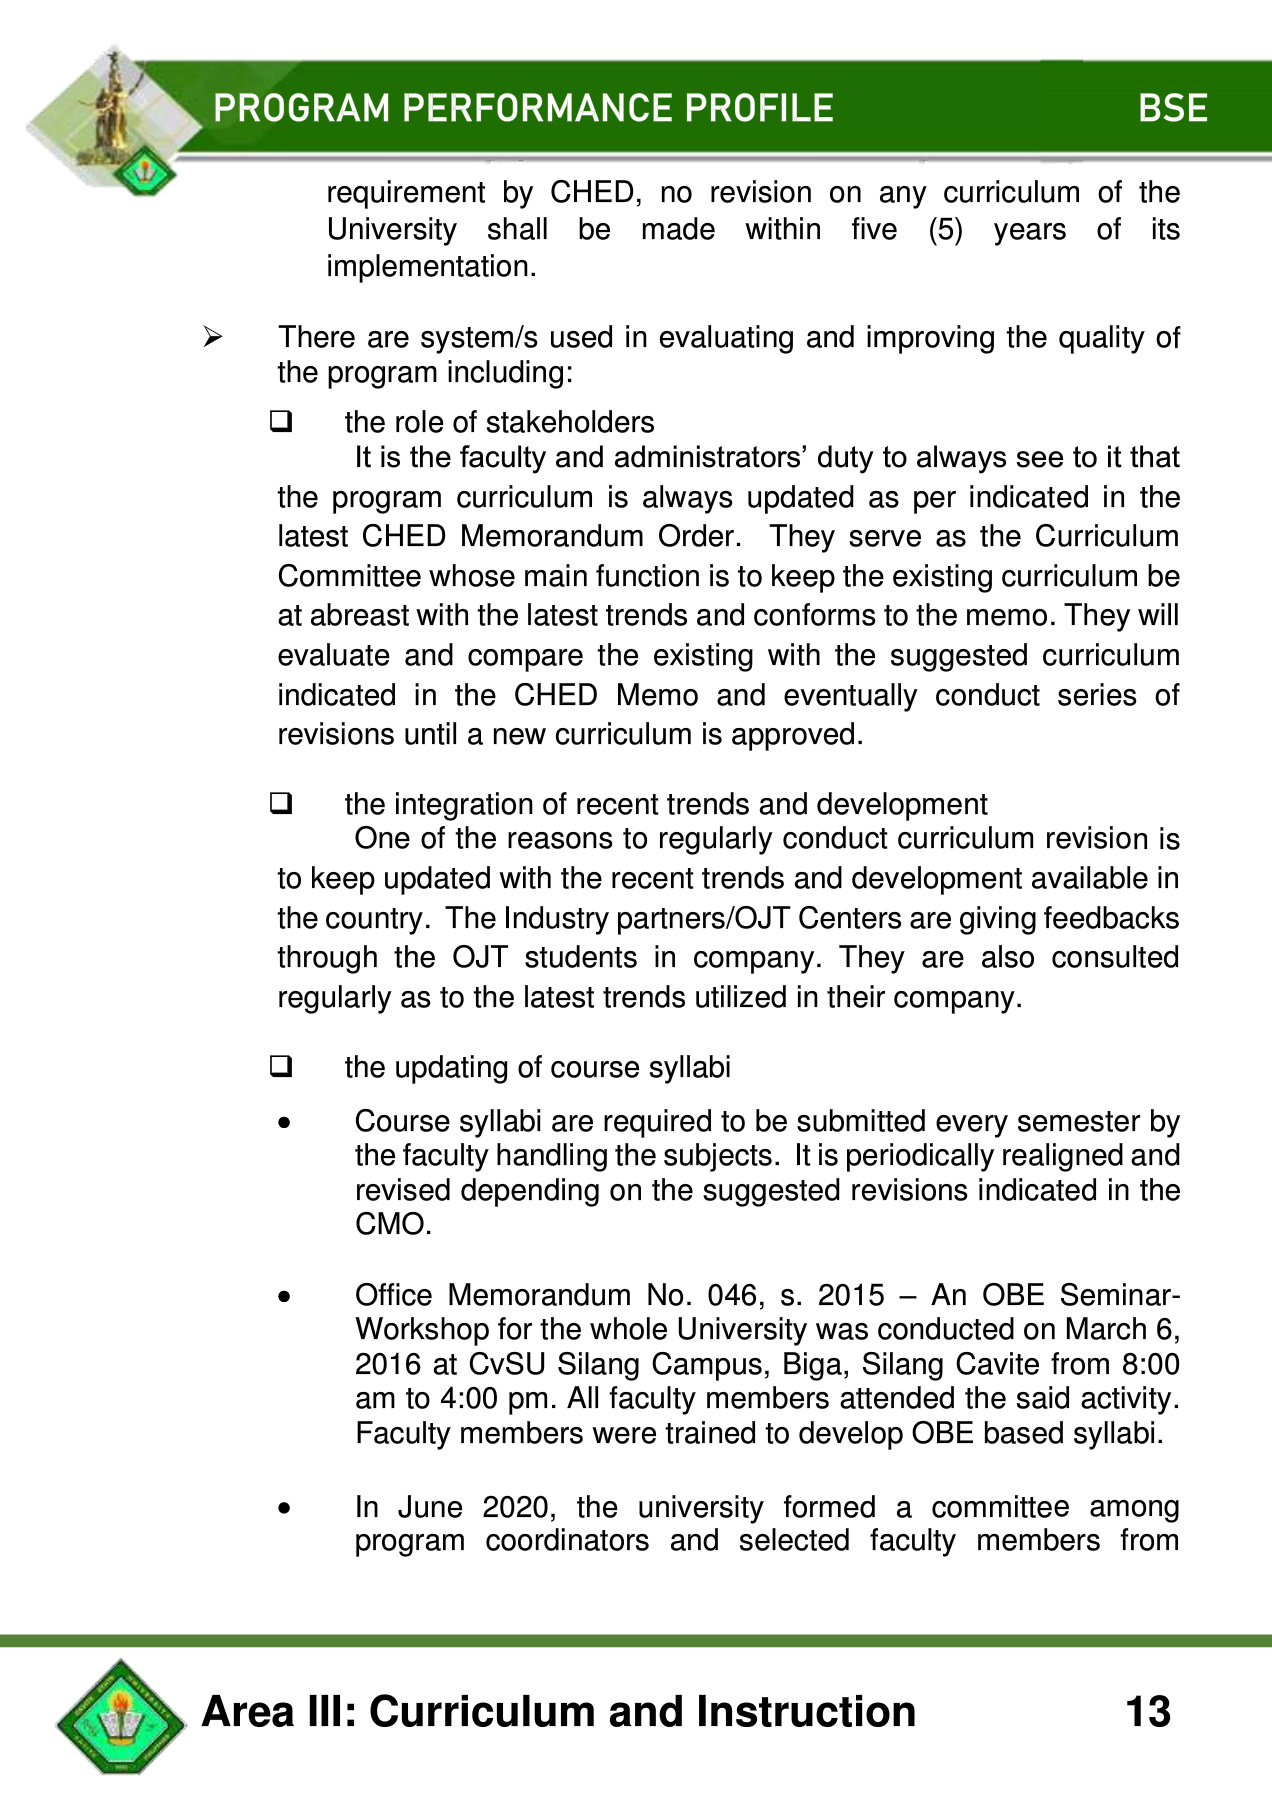 PROGRAM PERFORMANCE PROFILE BSE
requirement by CHED, no revision on any curriculum of the
University shall be made within five (5) years of its
implementation.
➢ There are system/s used in evaluating and improving the quality of
the program including:
❑ the role of stakeholders
It is the faculty and administrators’ duty to always see to it that
the program curriculum is always updated as per indicated in the
latest CHED Memorandum Order. They serve as the Curriculum
Committee whose main function is to keep the existing curriculum be
at abreast with the latest trends and conforms to the memo. They will
evaluate and compare the existing with the suggested curriculum
indicated in the CHED Memo and eventually conduct series of
revisions until a new curriculum is approved.
❑ the integration of recent trends and development
One of the reasons to regularly conduct curriculum revision is
to keep updated with the recent trends and development available in
the country. The Industry partners/OJT Centers are giving feedbacks
through the OJT students in company. They are also consulted
regularly as to the latest trends utilized in their company.
❑ the updating of course syllabi
• Course syllabi are required to be submitted every semester by
the faculty handling the subjects. It is periodically realigned and
revised depending on the suggested revisions indicated in the
CMO.
• Office Memorandum No. 046, s. 2015 – An OBE Seminar-
Workshop for the whole University was conducted on March 6,
2016 at CvSU Silang Campus, Biga, Silang Cavite from 8:00
am to 4:00 pm. All faculty members attended the said activity.
Faculty members were trained to develop OBE based syllabi.
• In June 2020, the university formed a committee among
program coordinators and selected faculty members from
Area III: Curriculum and Instruction 13